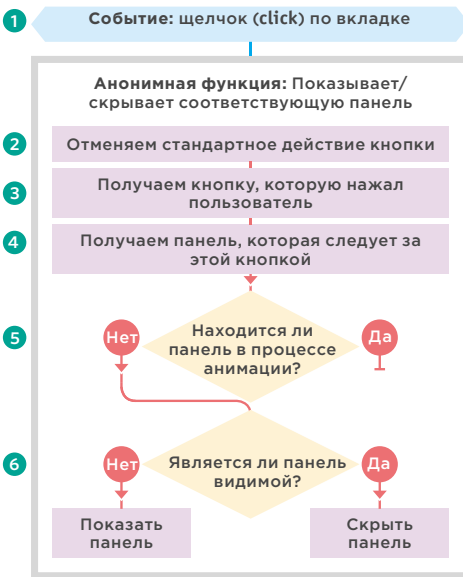 1
Событие: щелчок (click) по вкладке
Анонимная функция: Показывает/
скрывает соответствующую панель
2
Отменяем стандартное действие кнопки
3
Получаем кнопку, которую нажал
пользователь
4
Получаем панель, которая следует за
этой кнопкой
5
Нет
Находится ли
панель в процессе
анимации?
Да
6
Нет
Является ли панель
видимой?
Да
Показать
панель
Скрыть
панель